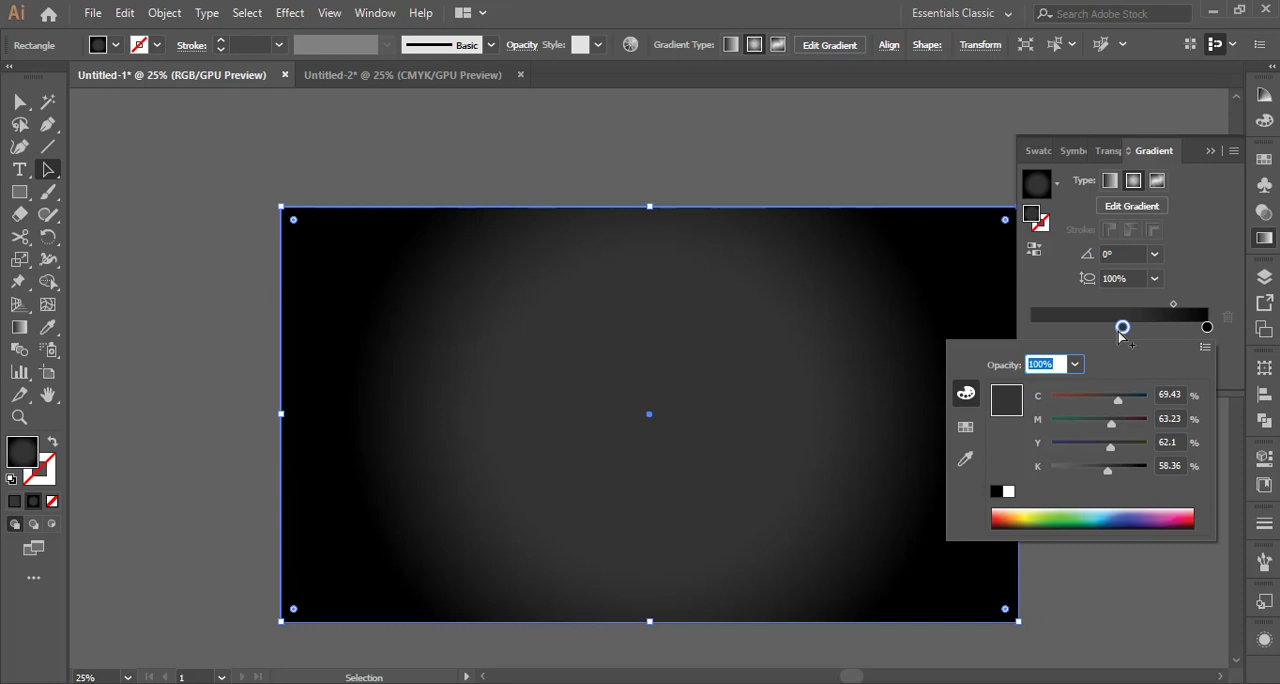 Ai File Edit Object Type Select Effect View Window Help Essentials Classic Search Adobe Stock
Rectangle Stroke: Basic Opacity Style: Gradient Type: Edit Gradient Align Shape: Transform
Untitled-1* @ 25% (RGB/GPU Preview) × Untitled-2* @ 25% (CMYK/GPU Preview) ×
Swatc Symbc Transp Gradient
Type:
Edit Gradient
Stroke:
0°
100%
Opacity: 100%
C 69.43 %
M 63.23 %
Y 62.1 %
K 58.36 %
T
25% 1 Selection